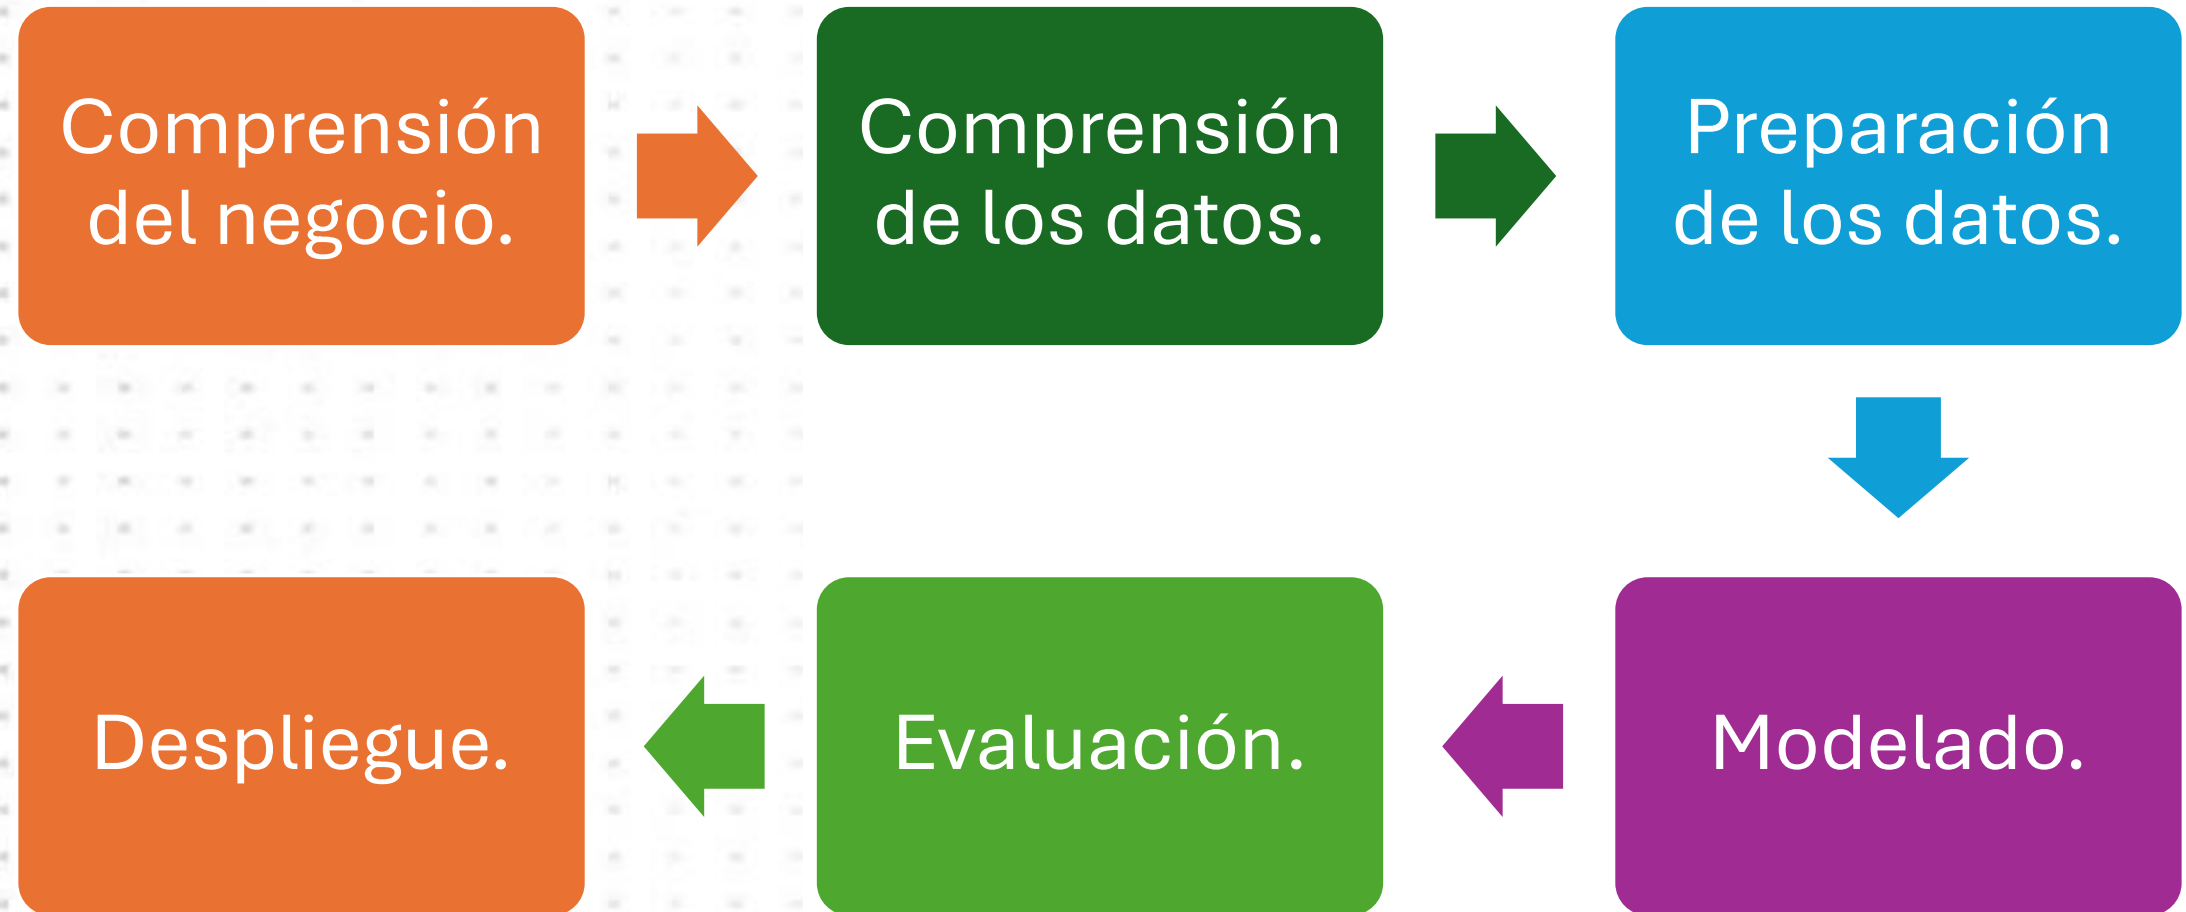 Comprensión
del negocio.
Comprensión
de los datos.
Preparación
de los datos.
Modelado.
Evaluación.
Despliegue.